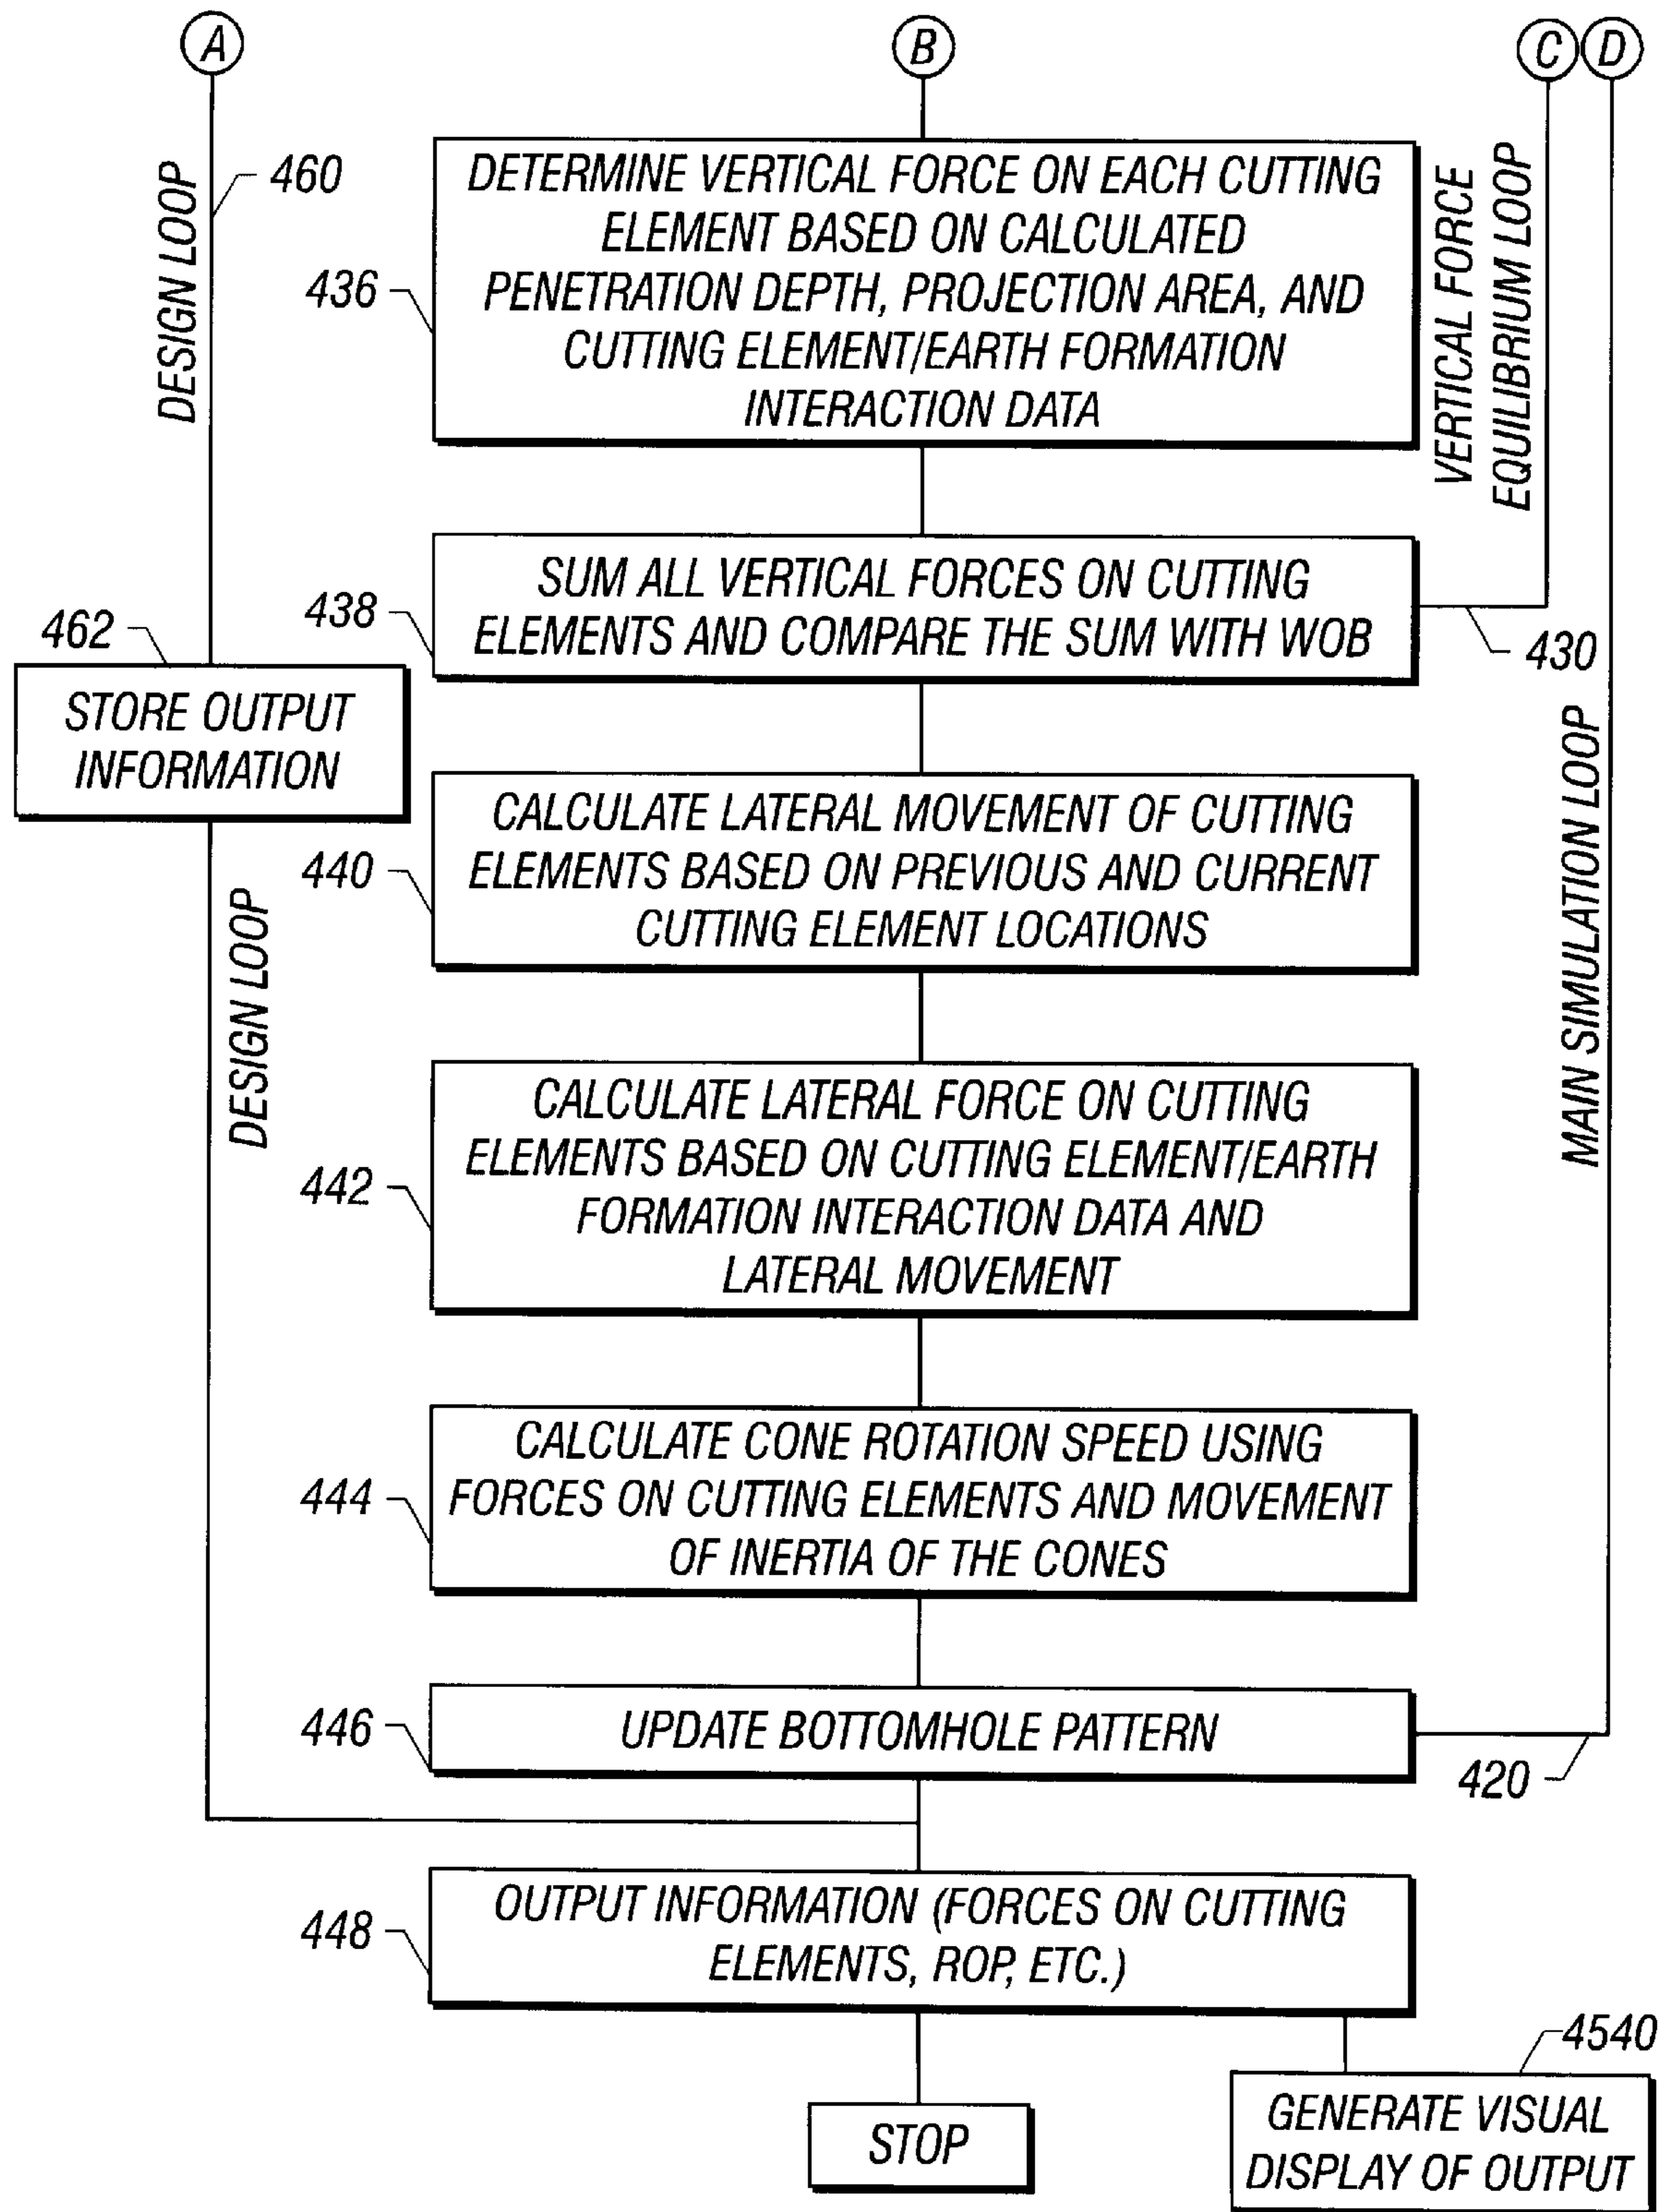 A
B
C
D
DESIGN LOOP
460
436
DETERMINE VERTICAL FORCE ON EACH CUTTING
ELEMENT BASED ON CALCULATED
PENETRATION DEPTH, PROJECTION AREA, AND
CUTTING ELEMENT/EARTH FORMATION
INTERACTION DATA
VERTICAL FORCE
EQUILIBRIUM LOOP
438
SUM ALL VERTICAL FORCES ON CUTTING
ELEMENTS AND COMPARE THE SUM WITH WOB
430
462
STORE OUTPUT
INFORMATION
440
CALCULATE LATERAL MOVEMENT OF CUTTING
ELEMENTS BASED ON PREVIOUS AND CURRENT
CUTTING ELEMENT LOCATIONS
MAIN SIMULATION LOOP
DESIGN LOOP
442
CALCULATE LATERAL FORCE ON CUTTING
ELEMENTS BASED ON CUTTING ELEMENT/EARTH
FORMATION INTERACTION DATA AND
LATERAL MOVEMENT
444
CALCULATE CONE ROTATION SPEED USING
FORCES ON CUTTING ELEMENTS AND MOVEMENT
OF INERTIA OF THE CONES
446
UPDATE BOTTOMHOLE PATTERN
420
448
OUTPUT INFORMATION (FORCES ON CUTTING
ELEMENTS, ROP, ETC.)
4540
STOP
GENERATE VISUAL
DISPLAY OF OUTPUT